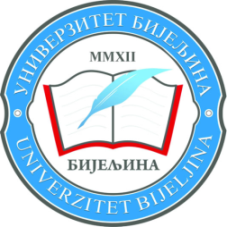 УНИВЕРЗИТЕТ БИЈЕЉИНА
MMXII
БИЈЕЉИНА
UNIVERZITET BIJELJINA